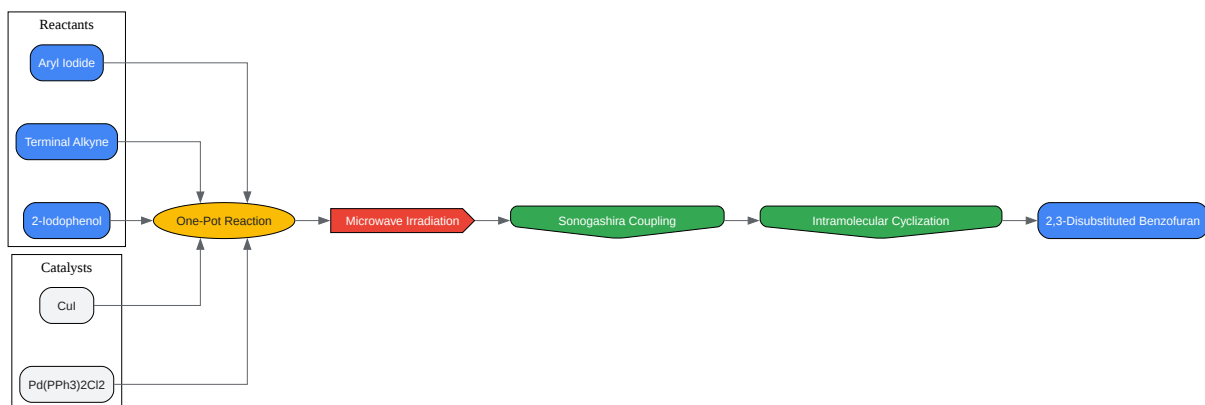 Reactants
Aryl Iodide
Terminal Alkyne
2-Iodophenol
One-Pot Reaction
Microwave Irradiation
Sonogashira Coupling
Intramolecular Cyclization
2,3-Disubstituted Benzofuran
Catalysts
CuI
Pd(PPh3)2Cl2